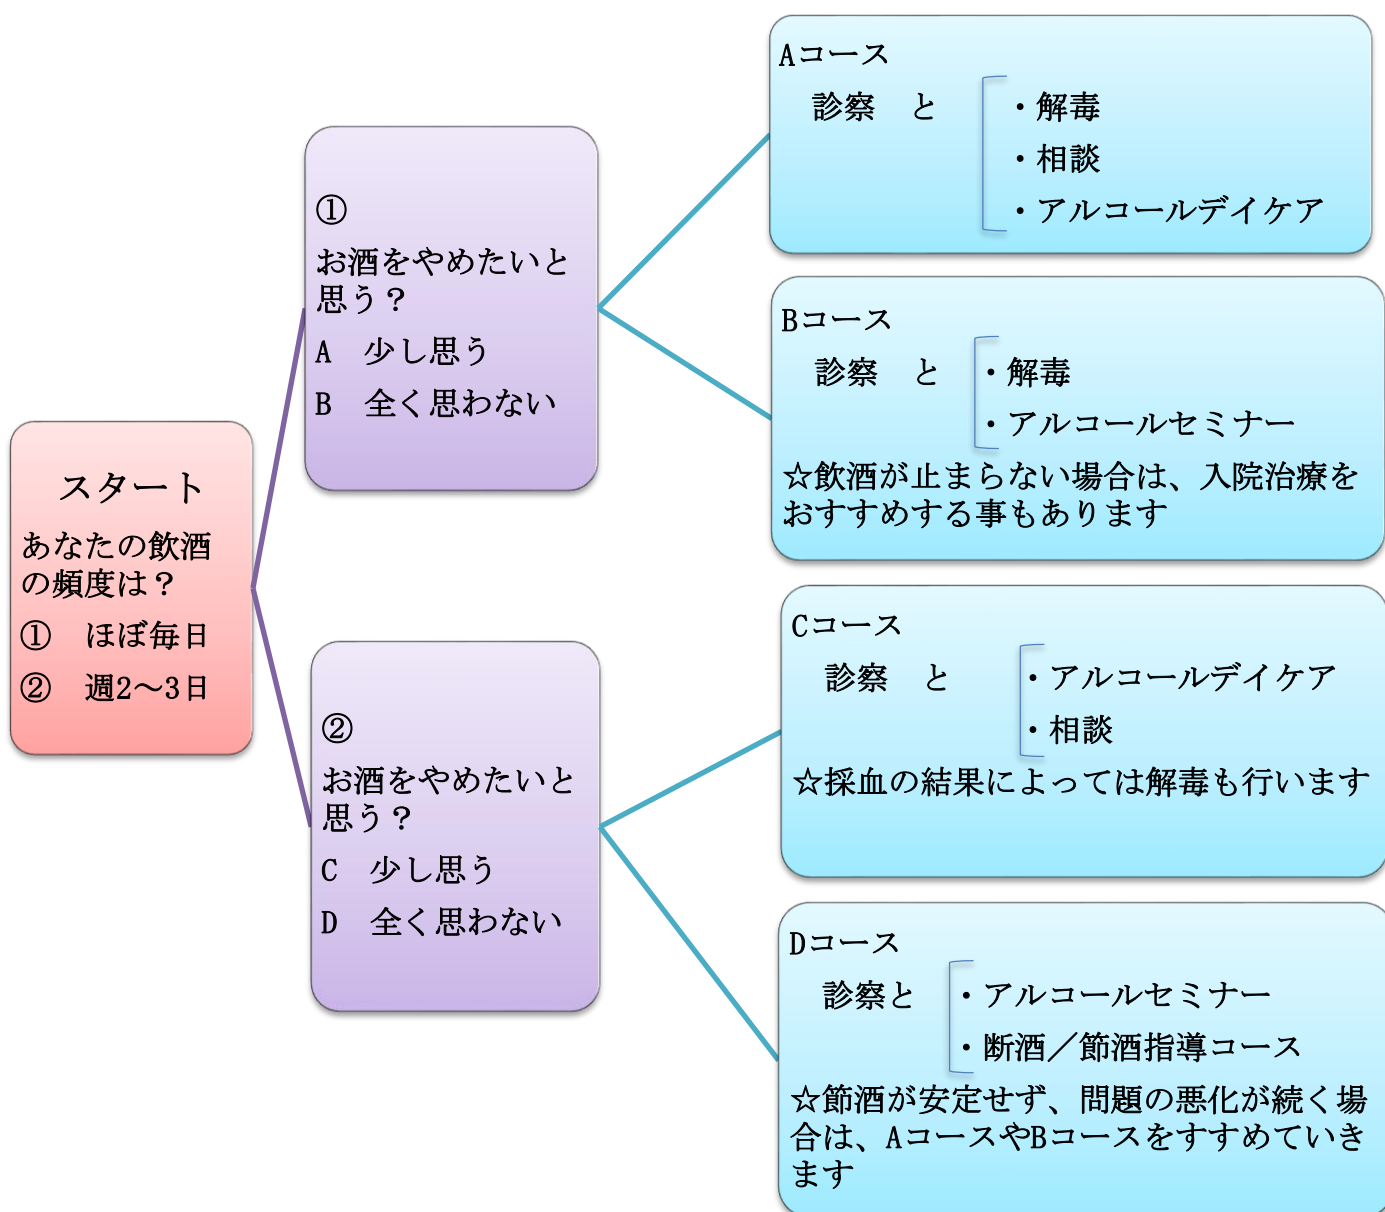 スタート
あなたの飲酒
の頻度は？
①　ほぼ毎日
②　週2～3日
①
お酒をやめたいと
思う？
A　少し思う
B　全く思わない
②
お酒をやめたいと
思う？
C　少し思う
D　全く思わない
Aコース
診察　と　・解毒
・相談
・アルコールデイケア
Bコース
診察　と　・解毒
・アルコールセミナー
☆飲酒が止まらない場合は、入院治療を
おすすめする事もあります
Cコース
診察　と　・アルコールデイケア
・相談
☆採血の結果によっては解毒も行います
Dコース
診察と　・アルコールセミナー
・断酒／節酒指導コース
☆節酒が安定せず、問題の悪化が続く場
合は、AコースやBコースをすすめていき
ます